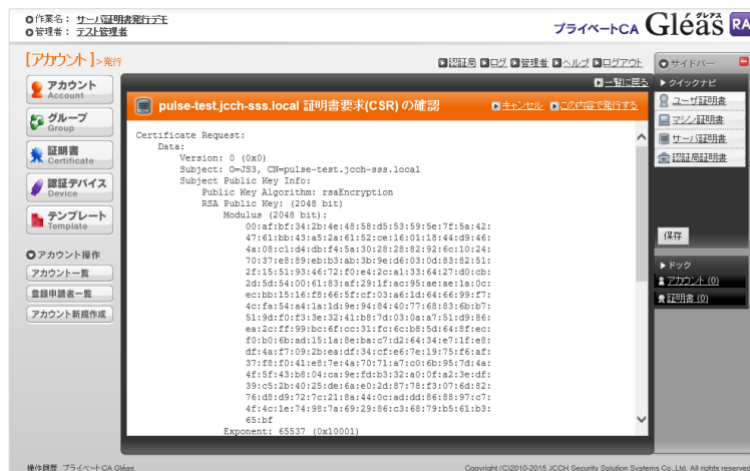 作業名： サーバ証明書発行デモ
管理者： テスト管理者
プライベートCA Gléas グレアス RA
[アカウント]>発行
認証局 ログ 管理者 ヘルプ ログアウト
サイドバー
アカウント
Account
グループ
Group
証明書
Certificate
認証デバイス
Device
テンプレート
Template
アカウント操作
アカウント一覧
登録申請者一覧
アカウント新規作成
一覧に戻る
pulse-test.jcch-sss.local 証明書要求(CSR) の確認
キャンセル この内容で発行する
Certificate Request:
Data:
Version: 0 (0x0)
Subject: O=JS3, CN=pulse-test.jcch-sss.local
Subject Public Key Info:
Public Key Algorithm: rsaEncryption
RSA Public Key: (2048 bit)
Modulus (2048 bit):
00:af:bf:34:2b:4e:48:58:d5:53:59:5e:7f:5a:42:
47:61:bb:43:a5:2a:61:52:ce:16:01:18:44:d9:46:
4a:08:c1:d4:db:f4:5a:30:28:28:82:92:6c:10:24:
70:37:e8:89:eb:b3:ab:3b:9e:d6:03:0d:83:82:51:
2f:15:51:93:46:72:f0:e4:2c:a1:33:64:27:d0:cb:
2d:5d:54:00:61:83:af:29:1f:ac:95:ae:ae:1a:0c:
ec:bb:15:16:f8:66:5f:cf:03:a6:1d:64:66:99:f7:
4c:fa:54:a4:1a:1d:9e:94:84:40:77:68:83:6b:b7:
51:9d:f0:f3:3e:32:41:b8:7d:03:0a:a7:51:d9:86:
ea:2c:ff:99:bc:6f:cc:31:fc:6c:b8:5d:64:8f:ec:
f0:b0:6b:ad:15:1a:8e:ba:c7:d2:64:34:e7:1f:e8:
df:4a:f7:09:2b:ea:df:34:cf:e6:7e:19:75:f6:af:
37:f8:f0:41:e8:7e:4a:70:71:a7:c0:6b:95:7d:4a:
4f:5f:43:b8:04:ca:9e:fd:b3:32:a0:0f:a2:3e:df:
39:c5:2b:40:25:de:6a:e0:2d:87:78:f3:07:6d:82:
76:d8:d9:72:7c:21:8a:44:0c:ad:dd:86:88:97:c7:
4f:4c:1e:74:98:7a:69:29:86:c3:68:79:b5:61:b3:
65:bf
Exponent: 65537 (0x10001)
クイックナビ
ユーザ証明書
マシン証明書
サーバ証明書
認証局証明書
保存
ドック
アカウント (0)
証明書 (0)
操作履歴 プライベートCA Gléas
Copyright (C)2010-2015 JCCH Security Solution Systems Co.,Ltd. All rights reserved.